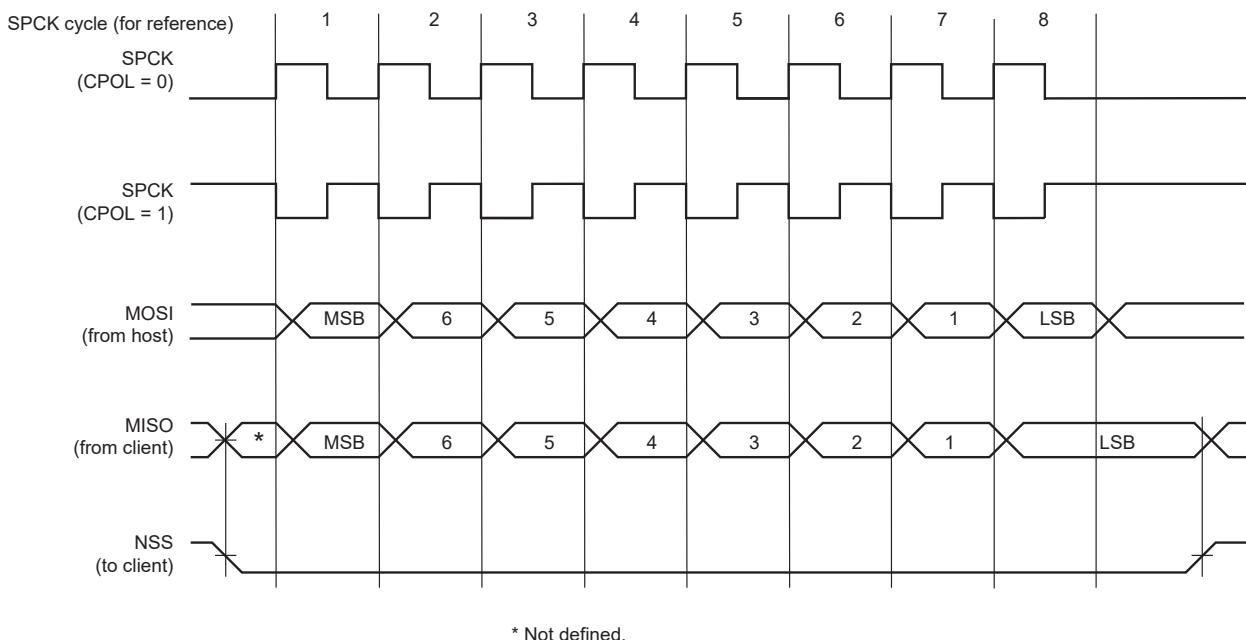 SPCK cycle (for reference) 1 2 3 4 5 6 7 8
SPCK
(CPOL = 0)
SPCK
(CPOL = 1)
MOSI
(from host)
MSB 6 5 4 3 2 1 LSB
MISO
(from client)
* MSB 6 5 4 3 2 1 LSB
NSS
(to client)
* Not defined.